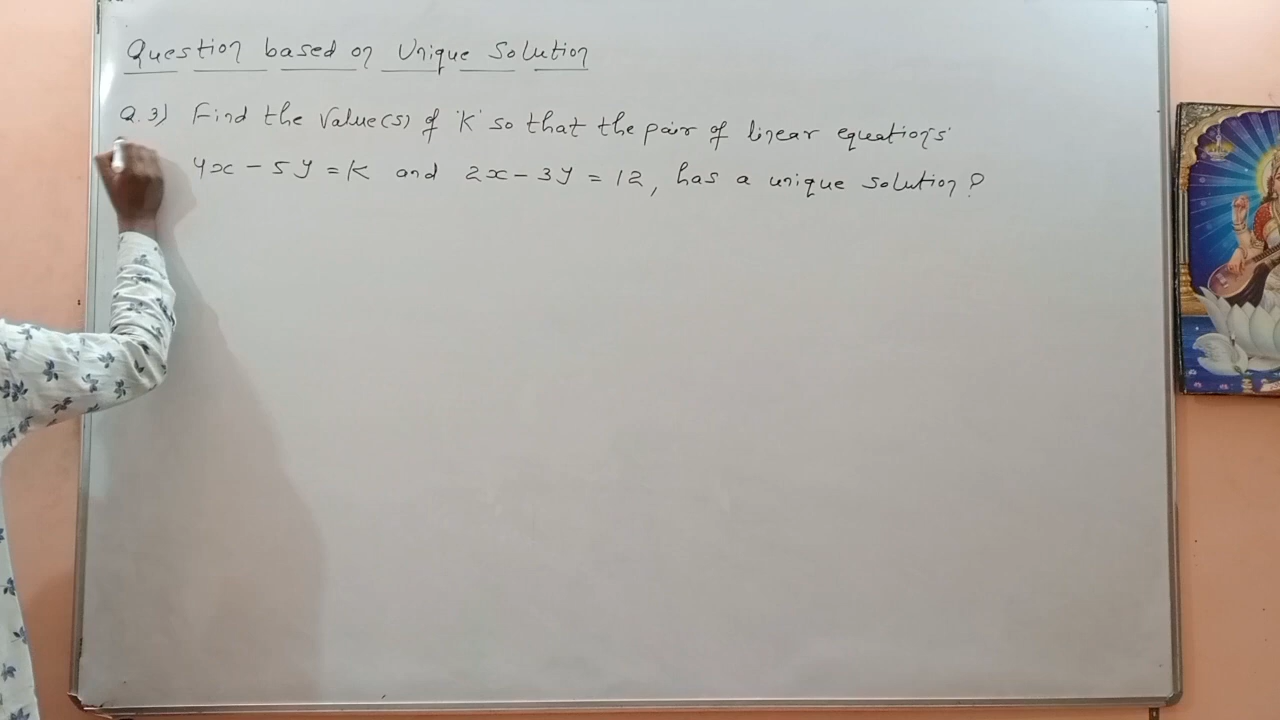 Question based on Unique Solution
Q.3) Find the value(s) of 'K' so that the pair of linear equations
4x - 5y = K and 2x - 3y = 12, has a unique solution?